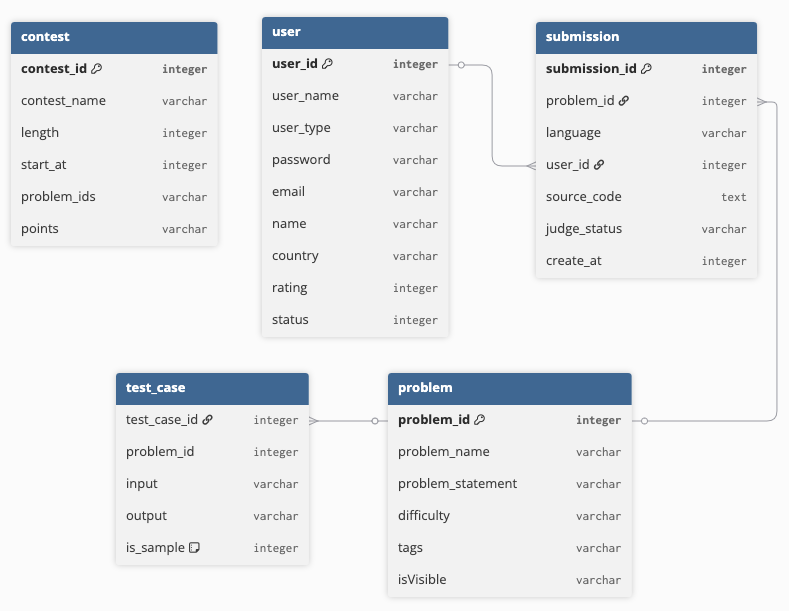 contest
contest_id integer
contest_name varchar
length integer
start_at integer
problem_ids varchar
points varchar
user
user_id integer
user_name varchar
user_type varchar
password varchar
email varchar
name varchar
country varchar
rating integer
status integer
submission
submission_id integer
problem_id integer
language varchar
user_id integer
source_code text
judge_status varchar
create_at integer
test_case
test_case_id integer
problem_id integer
input varchar
output varchar
is_sample integer
problem
problem_id integer
problem_name varchar
problem_statement varchar
difficulty varchar
tags varchar
isVisible varchar